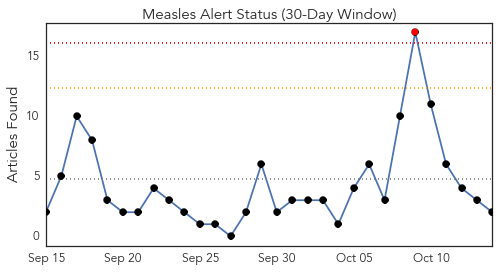 Measles Alert Status (30-Day Window)
Articles Found
15
10
5
0
Sep 15
Sep 20
Sep 25
Sep 30
Oct 05
Oct 10